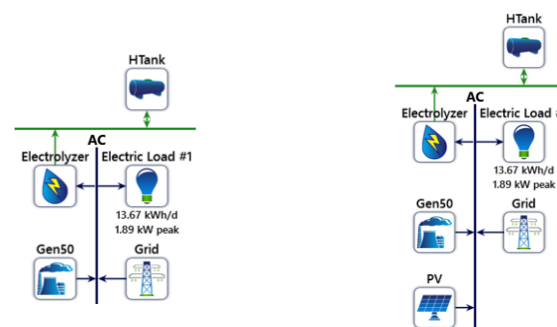 HTank
AC
Electrolyzer
Electric Load #1
13.67 kWh/d
1.89 kW peak
Gen50
Grid
HTank
AC
Electrolyzer
Electric Load
13.67 kWh/d
1.89 kW peak
Gen50
Grid
PV